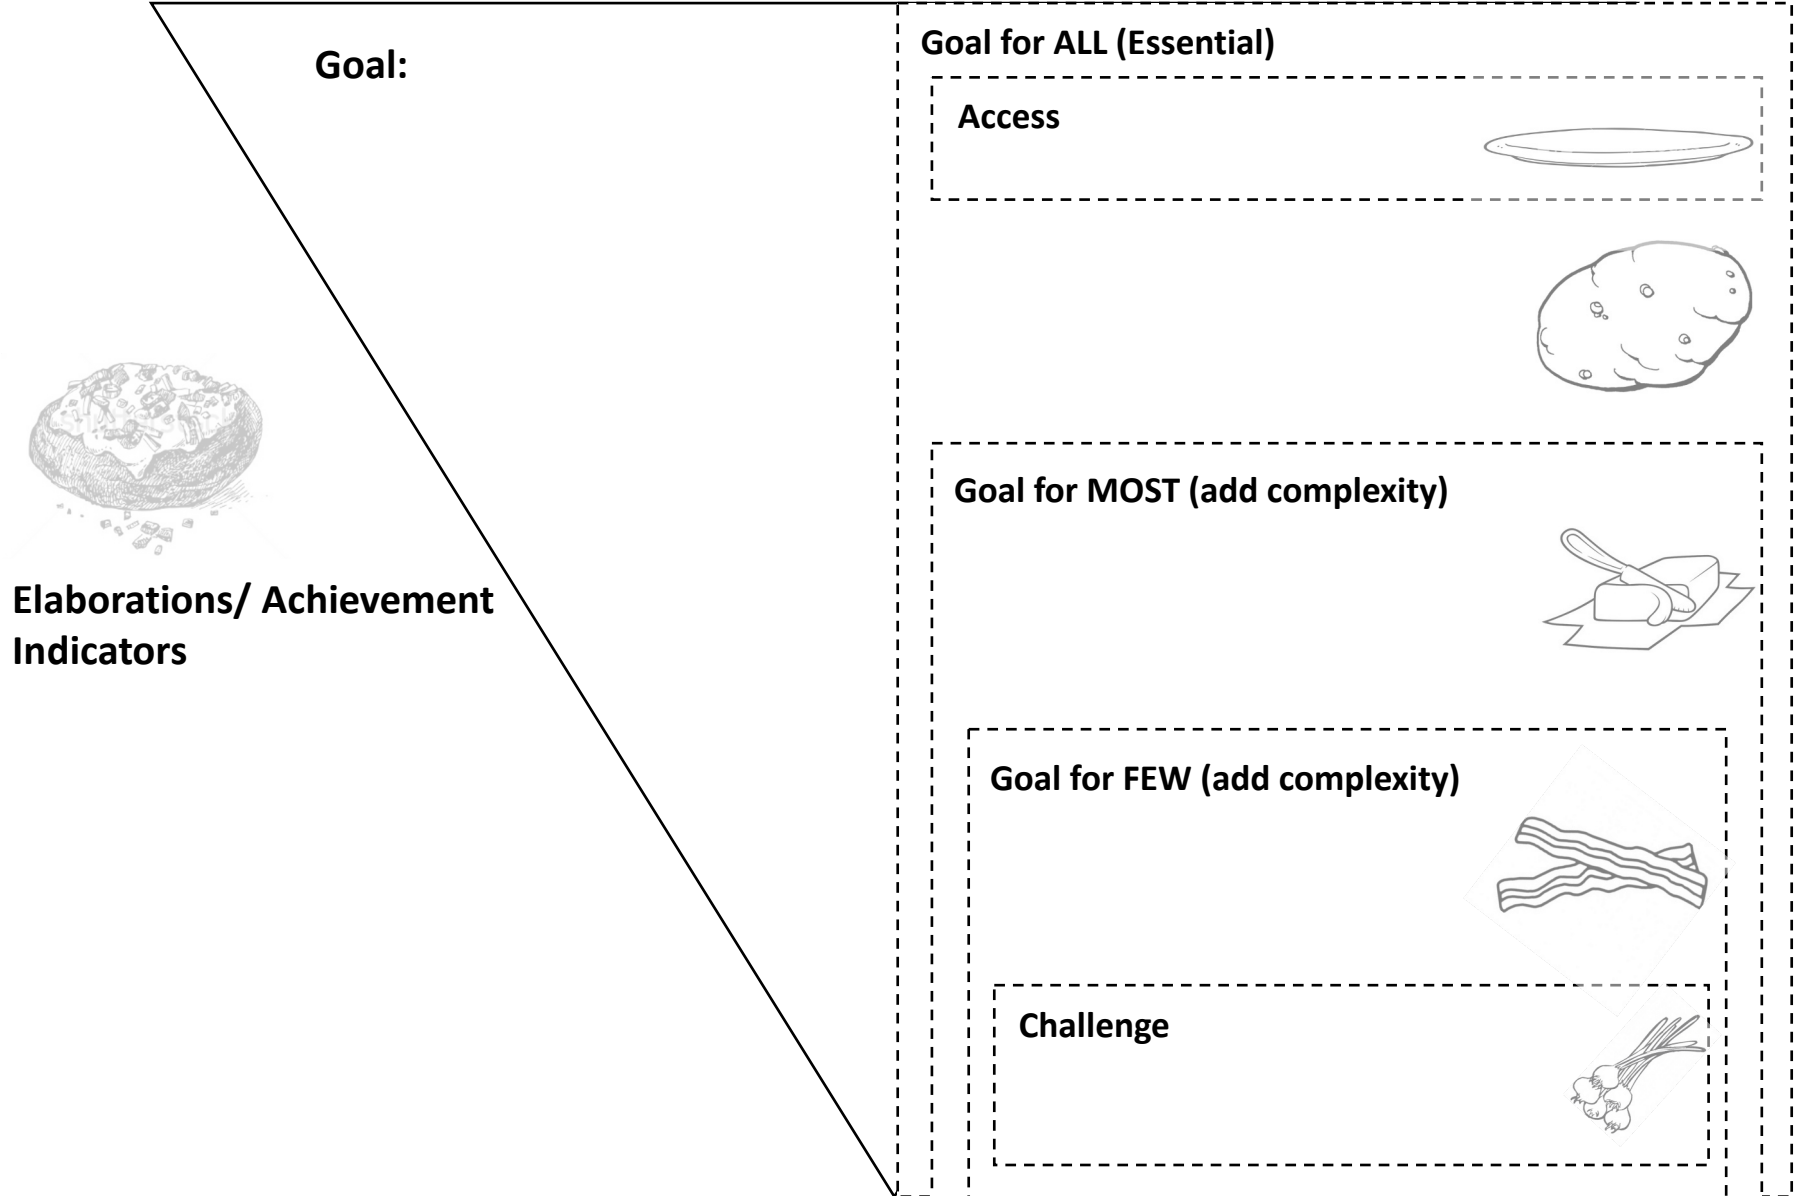 Goal:
Elaborations/ Achievement
Indicators
Goal for ALL (Essential)
Access
Goal for MOST (add complexity)
Goal for FEW (add complexity)
Challenge